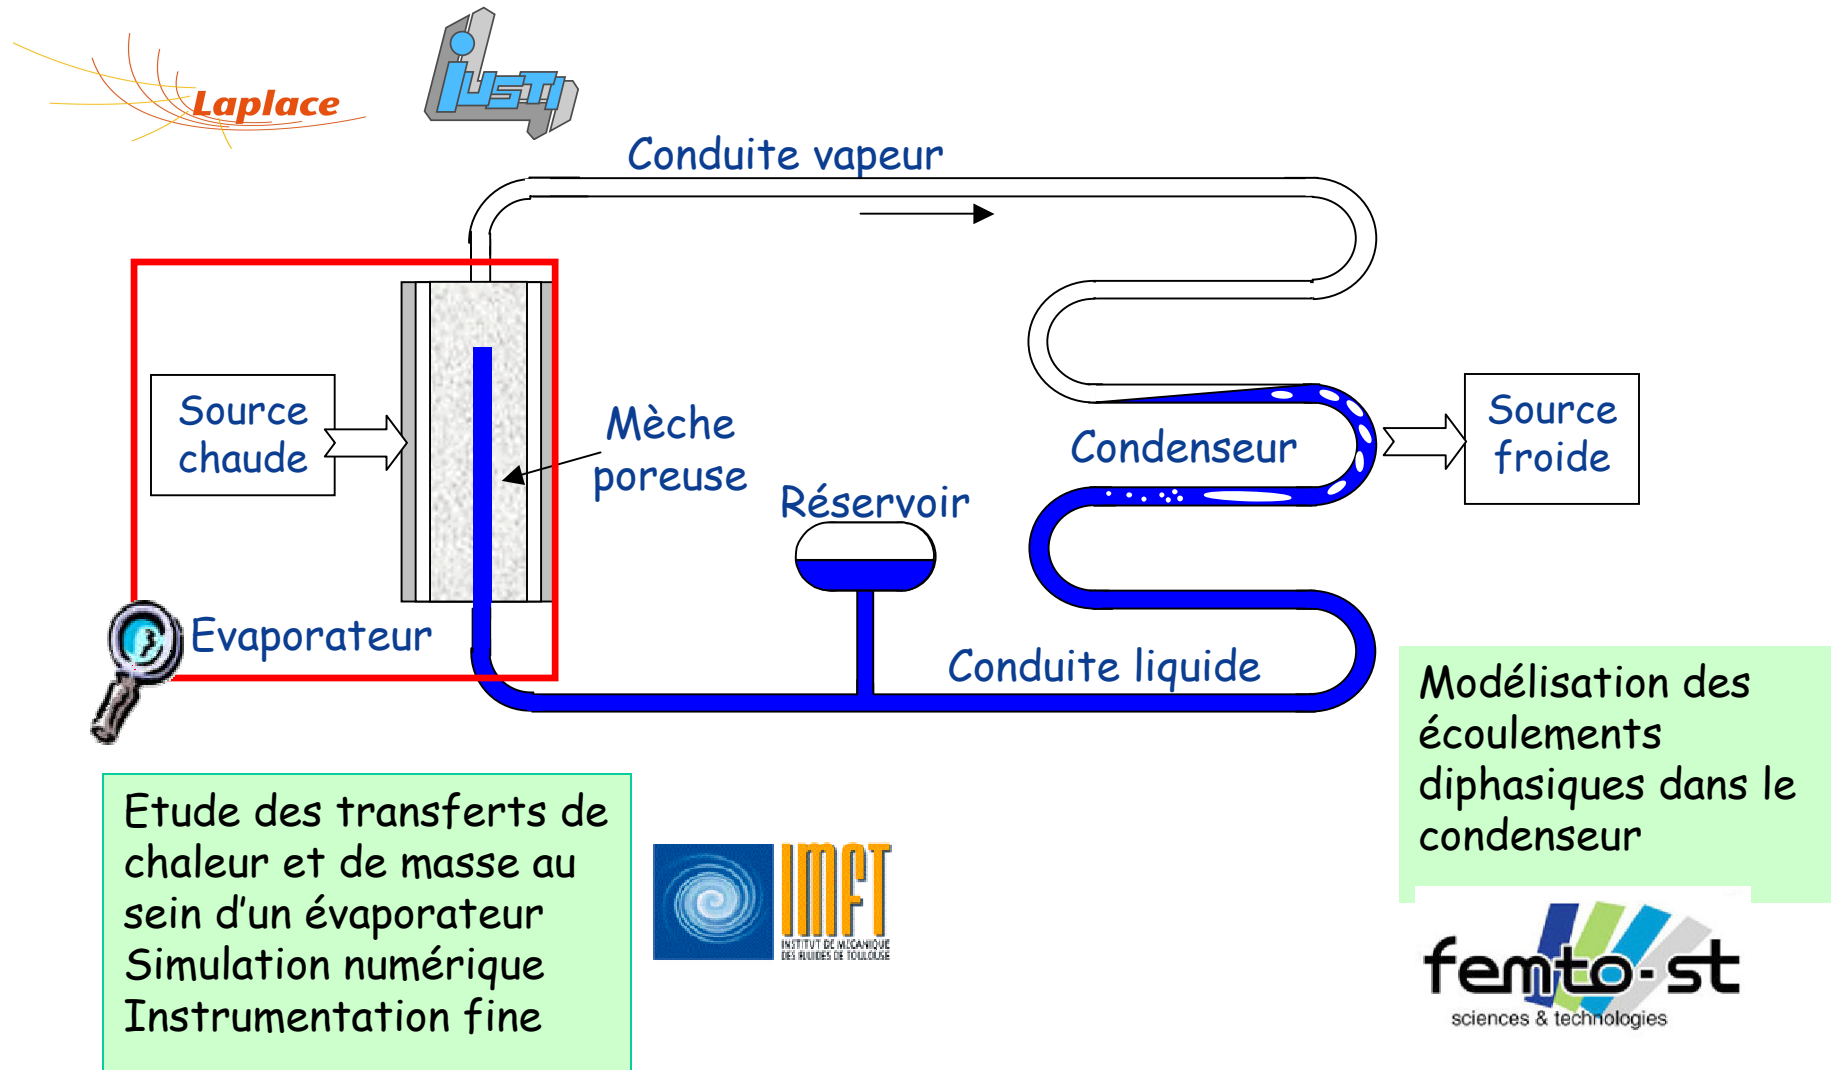 Laplace
iusti
Conduite vapeur
Source
chaude
Mèche
poreuse
Réservoir
Condenseur
Source
froide
Evaporateur
Conduite liquide
Modélisation des
écoulements
diphasiques dans le
condenseur
Etude des transferts de
chaleur et de masse au
sein d'un évaporateur
Simulation numérique
Instrumentation fine
IMFT
INSTITUT DE MECANIQUE
DES FLUIDES DE TOULOUSE
femto-st
sciences & technologies